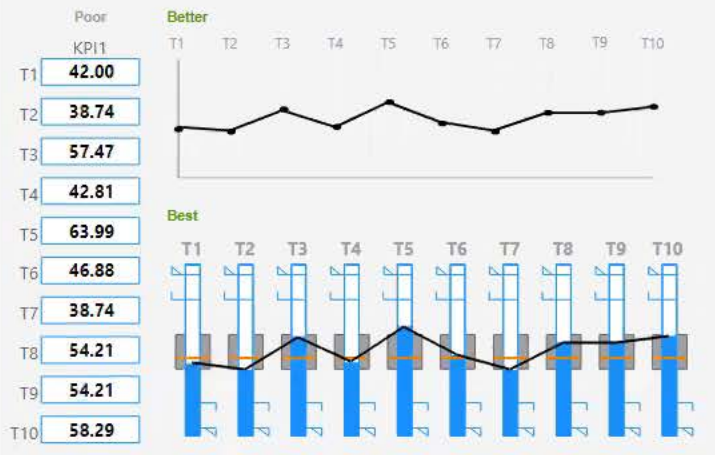 Poor
KPI1
T1 42.00
T2 38.74
T3 57.47
T4 42.81
T5 63.99
T6 46.88
T7 38.74
T8 54.21
T9 54.21
T10 58.29
Better
T1 T2 T3 T4 T5 T6 T7 T8 T9 T10
Best
T1 T2 T3 T4 T5 T6 T7 T8 T9 T10